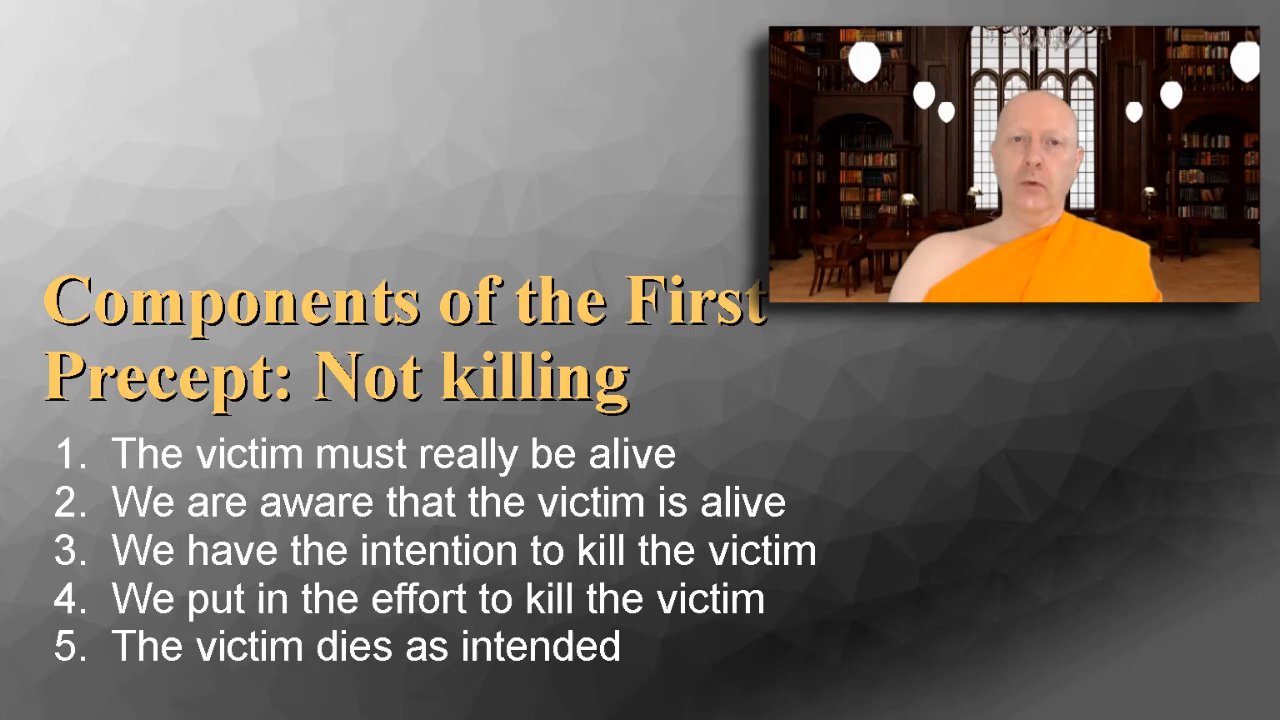 Components of the First
Precept: Not killing
1. The victim must really be alive
2. We are aware that the victim is alive
3. We have the intention to kill the victim
4. We put in the effort to kill the victim
5. The victim dies as intended